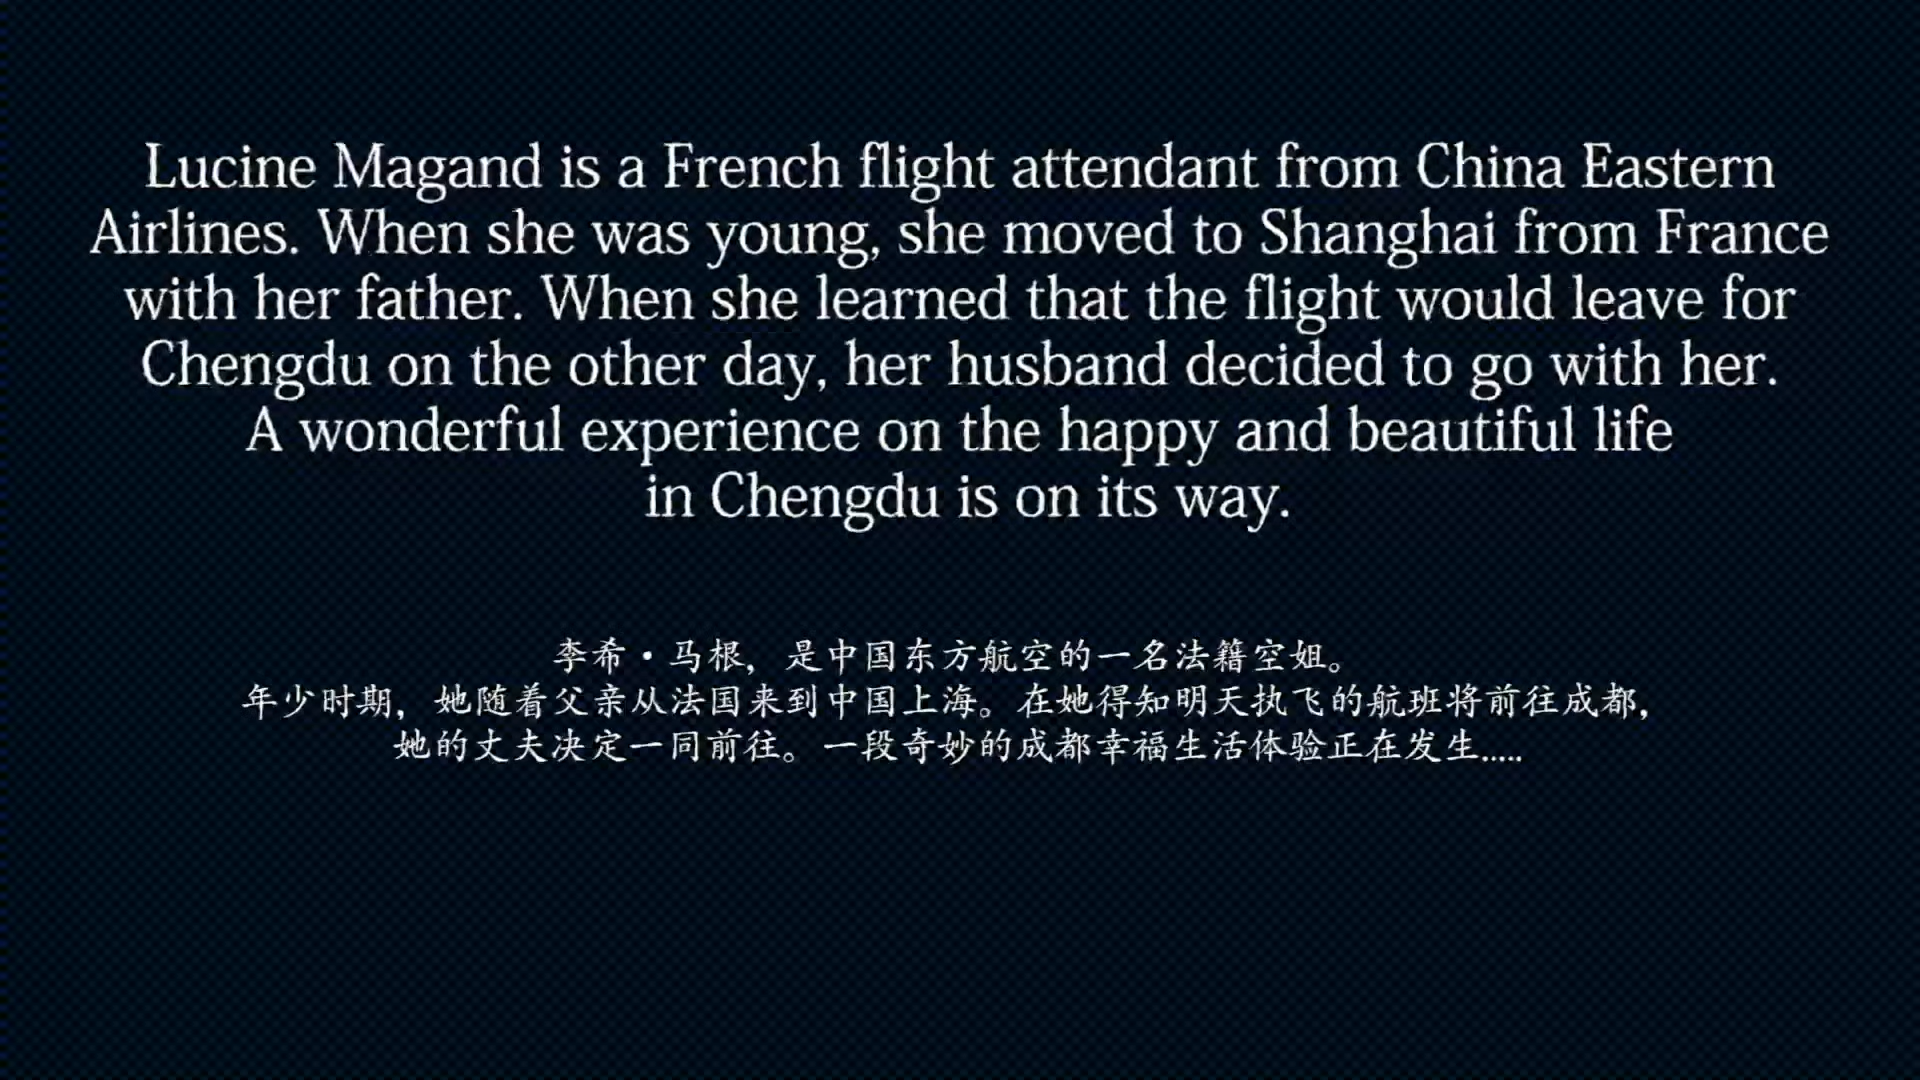 Lucine Magand is a French flight attendant from China Eastern
Airlines. When she was young, she moved to Shanghai from France
with her father. When she learned that the flight would leave for
Chengdu on the other day, her husband decided to go with her.
A wonderful experience on the happy and beautiful life
in Chengdu is on its way.
李希·马根，是中国东方航空的一名法籍空姐。
年少时期，她随着父亲从法国来到中国上海。在她得知明天执飞的航班将前往成都，
她的丈夫决定一同前往。一段奇妙的成都幸福生活体验正在发生.....